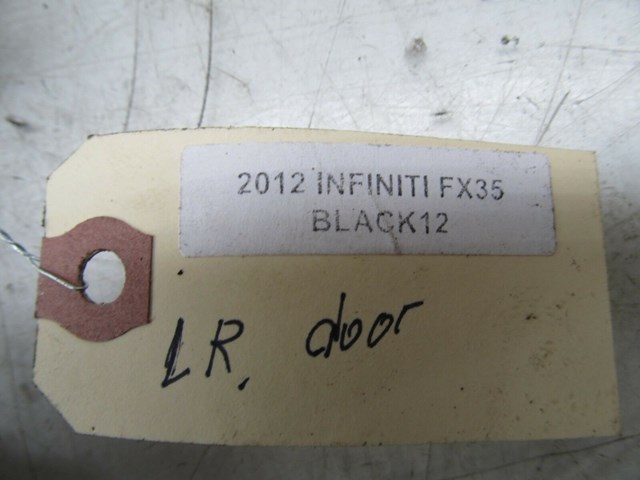 2012 INFINITI FX35
BLACK12
LR. door